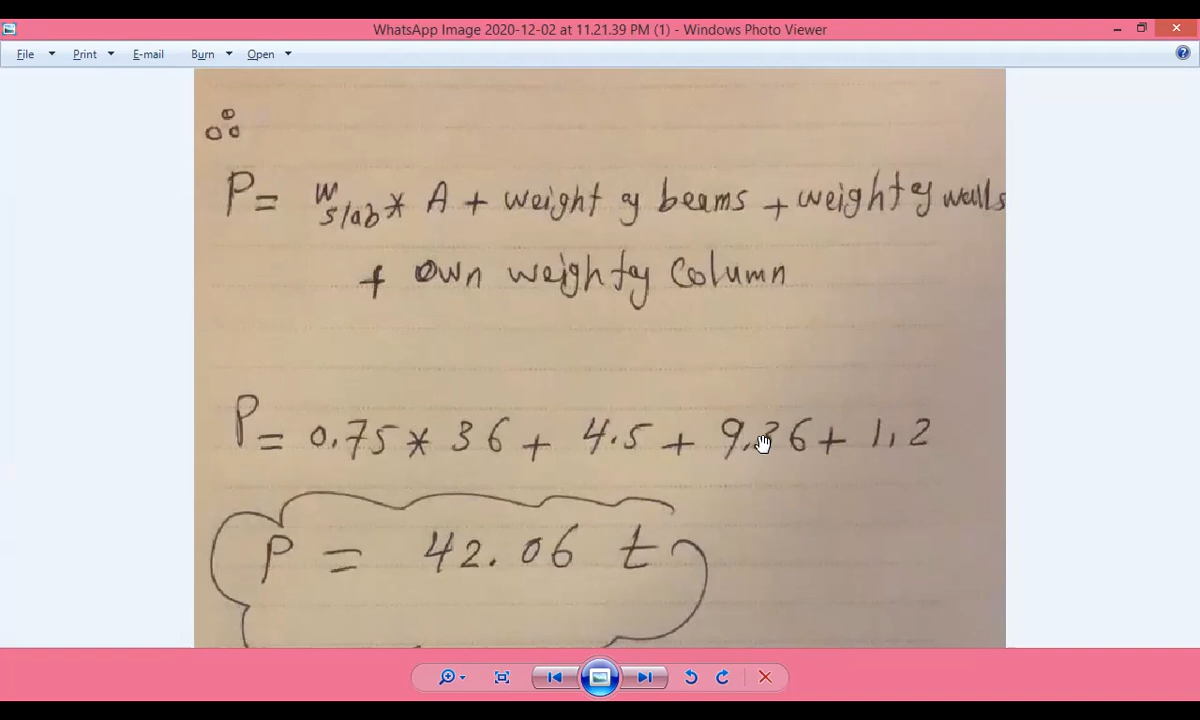 WhatsApp Image 2020-12-02 at 11.21.39 PM (1) - Windows Photo Viewer
File Print E-mail Burn Open
P = w slab * A + weight of beams + weight of walls
+ own weight of Column
P = 0.75 * 36 + 4.5 + 9.36 + 1.2
P = 42.06 t